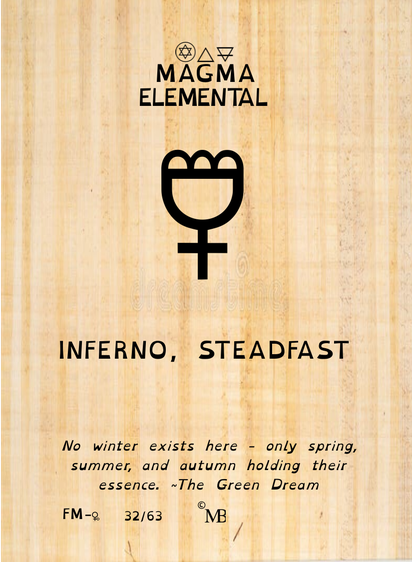 MAGMA
ELEMENTAL
INFERNO, STEADFAST
No winter exists here - only spring,
summer, and autumn holding their
essence. ~The Green Dream
FM-♀ 32/63 © MB